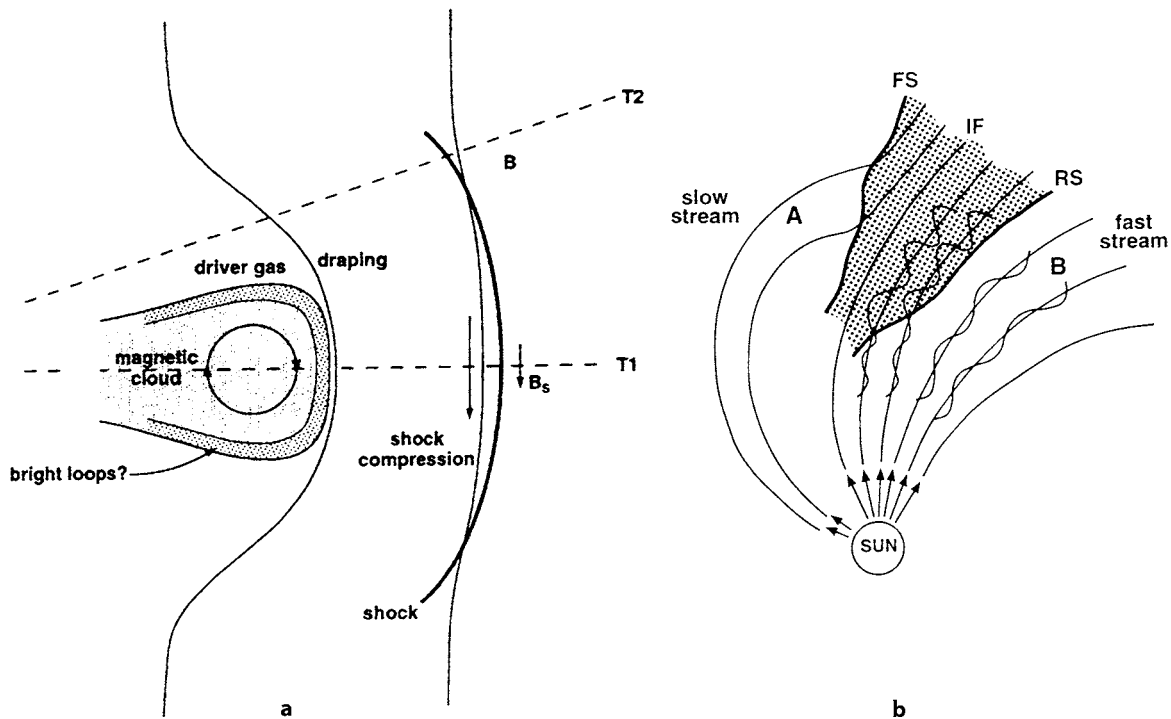 T2
B
driver gas
draping
magnetic
cloud
T1
Bs
shock
compression
bright loops?
shock
a
FS
IF
RS
slow
stream
A
fast
stream
B
SUN
b